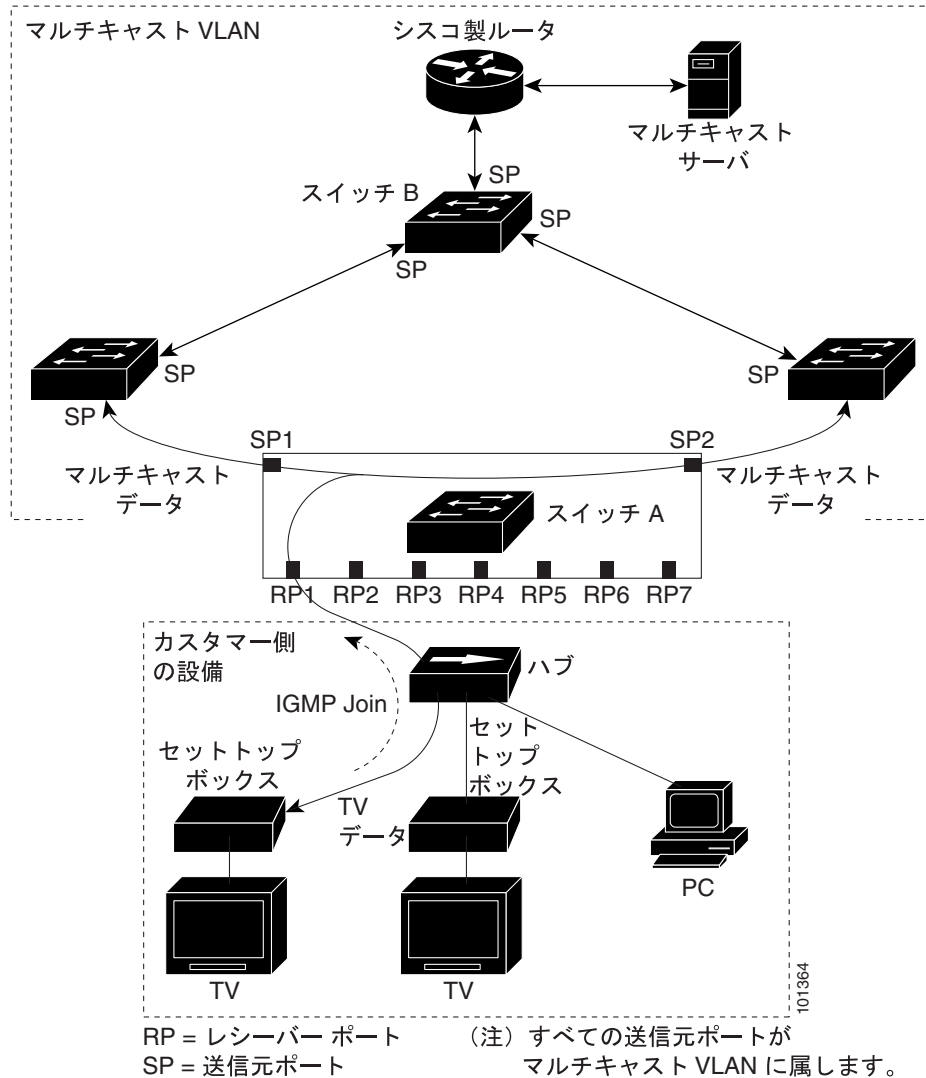 マルチキャスト VLAN
シスコ製ルータ
マルチキャスト
サーバ
スイッチ B
SP
SP
SP
SP
SP
SP
SP1
SP2
マルチキャスト
データ
マルチキャスト
データ
スイッチ A
RP1 RP2 RP3 RP4 RP5 RP6 RP7
カスタマー側
の設備
ハブ
IGMP Join
セット
トップ
ボックス
セットトップ
ボックス
TV
データ
PC
TV
TV
101364
RP = レシーバー ポート
SP = 送信元ポート
（注）すべての送信元ポートが
マルチキャスト VLAN に属します。